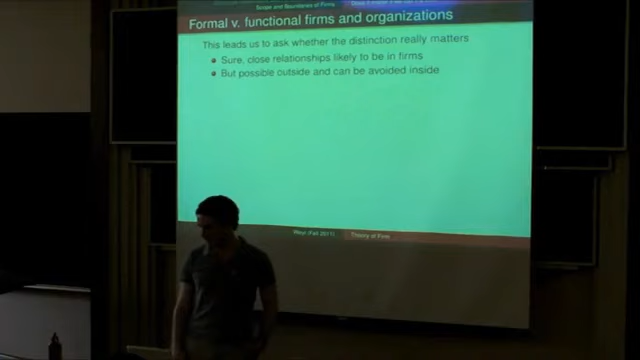 Scope and Boundaries of Firms
Formal v. functional firms and organizations
This leads us to ask whether the distinction really matters
Sure, close relationships likely to be in firms
But possible outside and can be avoided inside
Weyl (Fall 2011)
Theory of Firm